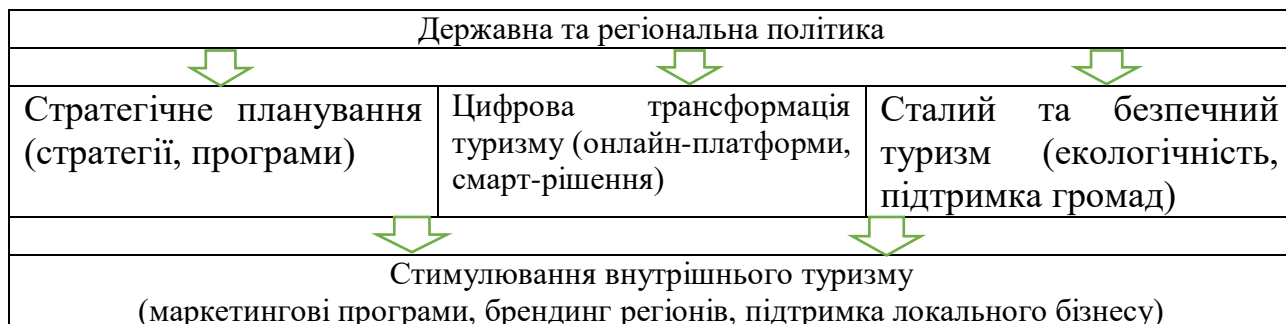 Державна та регіональна політика
Стратегічне планування
(стратегії, програми)
Цифрова трансформація
туризму (онлайн-платформи,
смарт-рішення)
Сталий та безпечний
туризм (екологічність,
підтримка громад)
Стимулювання внутрішнього туризму
(маркетингові програми, брендинг регіонів, підтримка локального бізнесу)